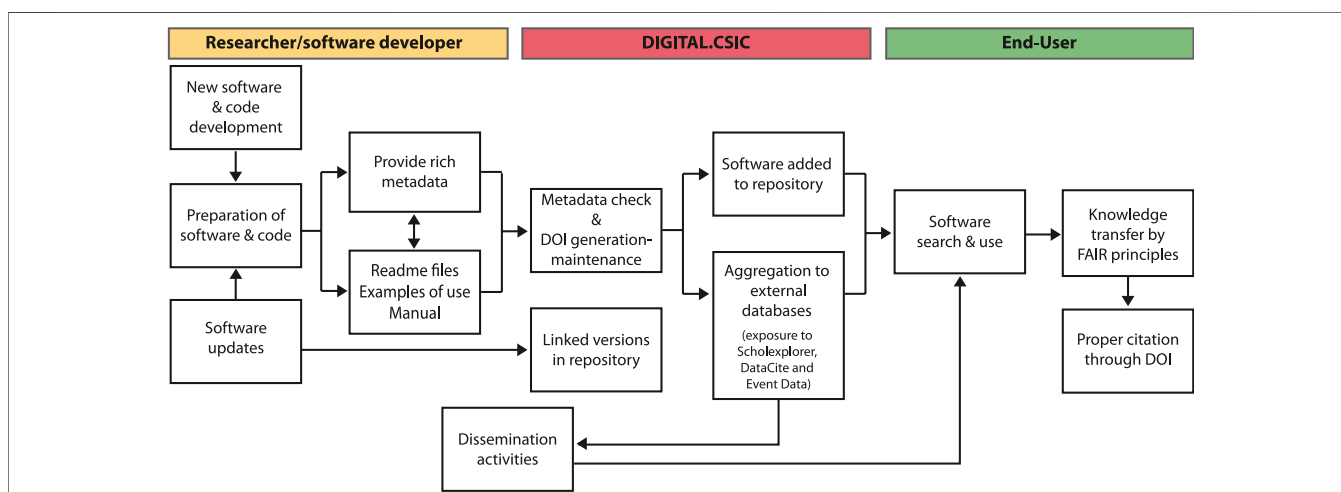 Researcher/software developer
DIGITAL.CSIC
End-User
New software
& code
development
Preparation of
software & code
Software
updates
Provide rich
metadata
Readme files
Examples of use
Manual
Metadata check
&
DOI generation-
maintenance
Linked versions
in repository
Software added
to repository
Aggregation to
external
databases
(exposure to
Scholexplorer,
DataCite and
Event Data)
Dissemination
activities
Software
search & use
Knowledge
transfer by
FAIR principles
Proper citation
through DOI